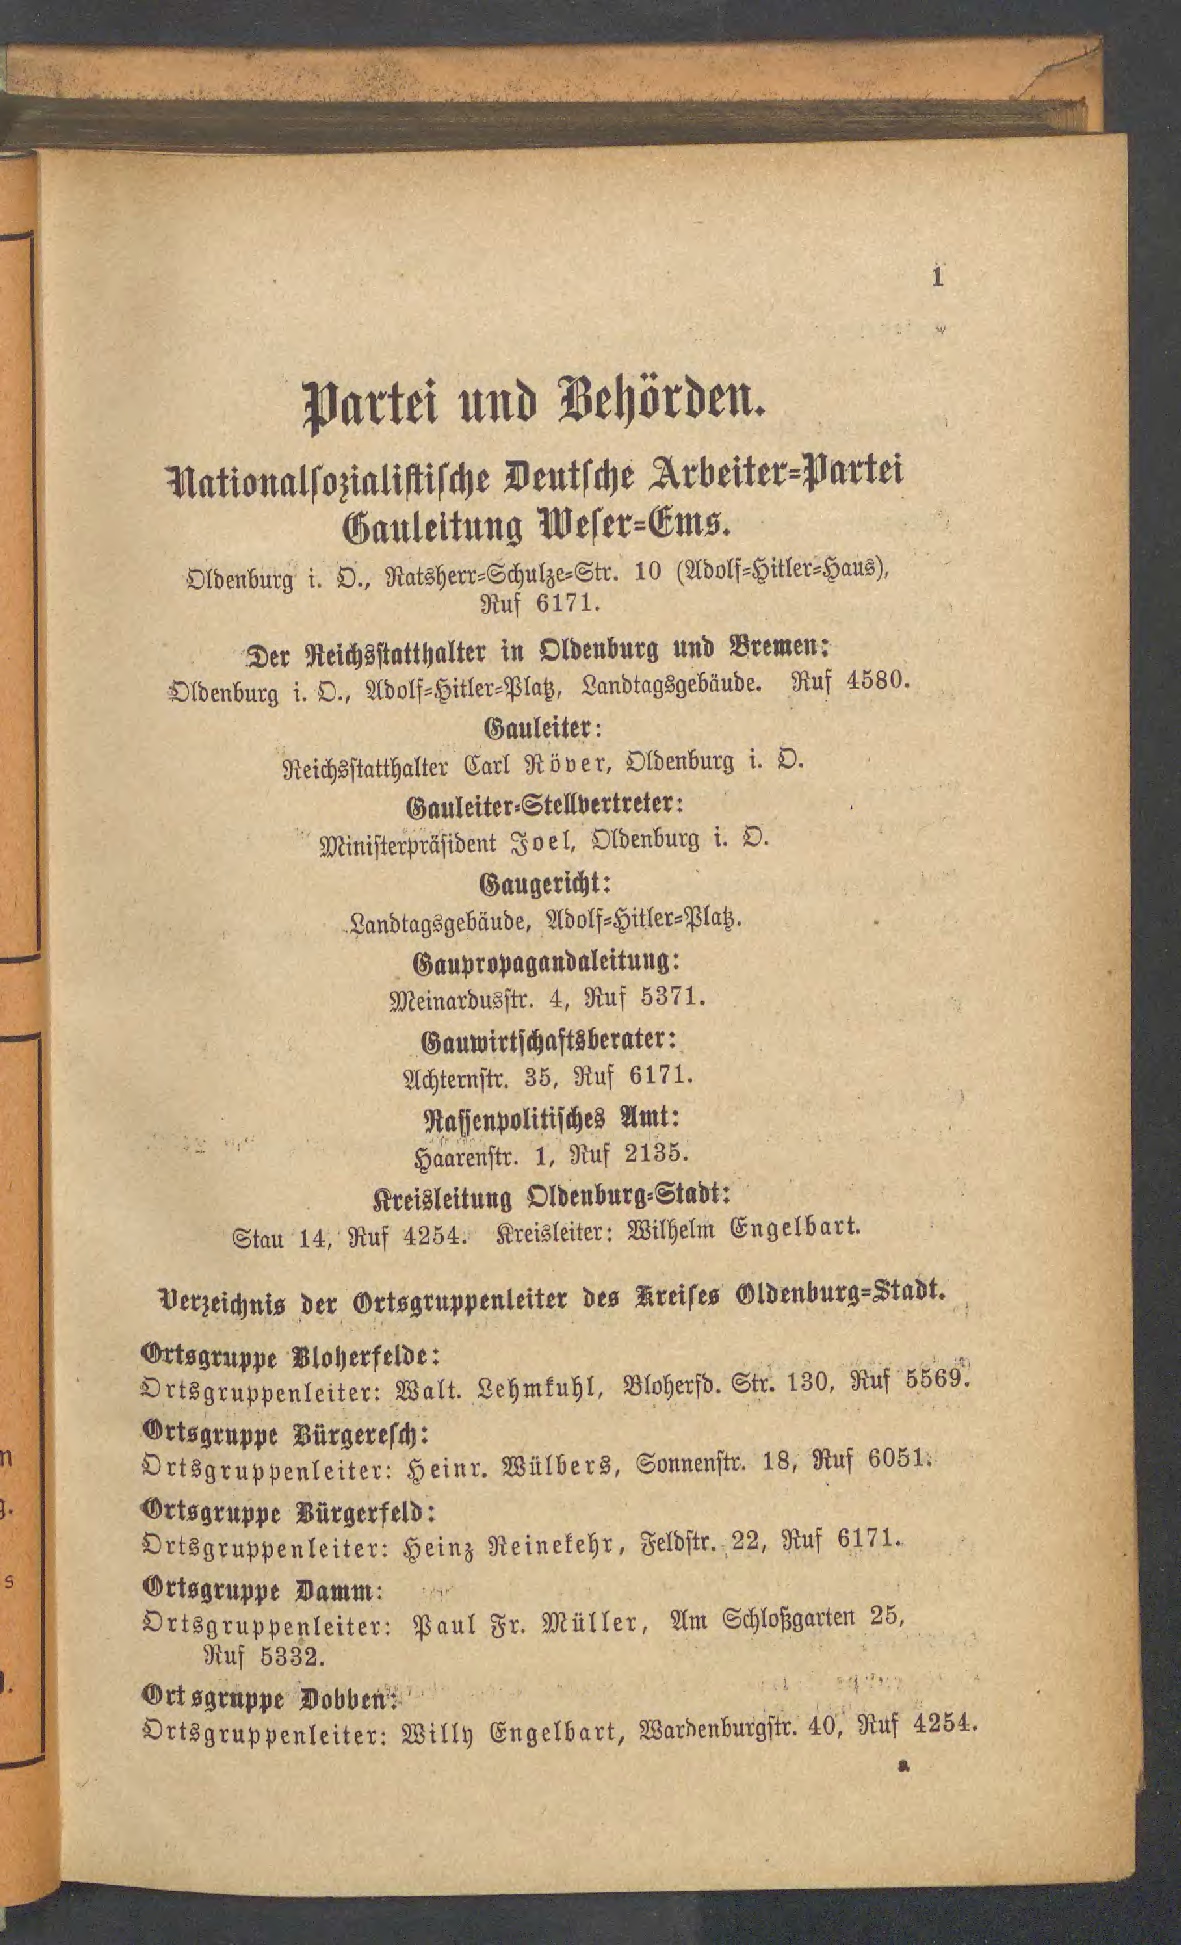 1
Partei und Behörden.
Nationalsozialistische Deutsche Arbeiter-Partei
Gauleitung Weser-Ems.
Oldenburg i. O., Ratsherr-Schulze-Str. 10 (Adolf-Hitler-Haus),
Ruf 6171.
Der Reichsstatthalter in Oldenburg und Bremen:
Oldenburg i. O., Adolf-Hitler-Platz, Landtagsgebäude. Ruf 4580.
Gauleiter:
Reichsstatthalter Carl Röver, Oldenburg i. O.
Gauleiter-Stellvertreter:
Ministerpräsident Joel, Oldenburg i. O.
Gaugericht:
Landtagsgebäude, Adolf-Hitler-Platz.
Gaupropagandaleitung:
Meinardusstr. 4, Ruf 5371.
Gauwirtschaftsberater:
Achternstr. 35, Ruf 6171.
Rassenpolitisches Amt:
Haarenstr. 1, Ruf 2135.
Kreisleitung Oldenburg-Stadt:
Stau 14, Ruf 4254. Kreisleiter: Wilhelm Engelbart.
Verzeichnis der Ortsgruppenleiter des Kreises Oldenburg-Stadt.
Ortsgruppe Bloherfelde:
Ortsgruppenleiter: Walt. Lehmkuhl, Bloherfd. Str. 130, Ruf 5569.
Ortsgruppe Bürgeresch:
Ortsgruppenleiter: Heinr. Wülbers, Sonnenstr. 18, Ruf 6051.
Ortsgruppe Bürgerfeld:
Ortsgruppenleiter: Heinz Reinekehr, Feldstr. 22, Ruf 6171.
Ortsgruppe Damm:
Ortsgruppenleiter: Paul Fr. Müller, Am Schloßgarten 25,
Ruf 5332.
Ortsgruppe Dobben:
Ortsgruppenleiter: Willy Engelbart, Wardenburgstr. 40, Ruf 4254.
a